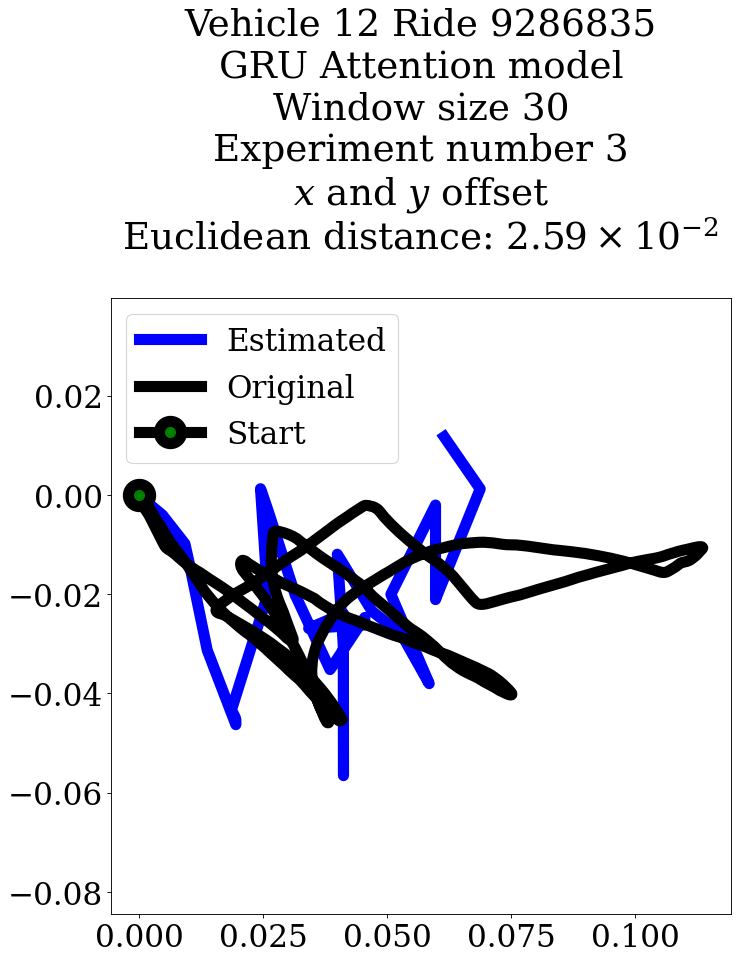 Vehicle 12 Ride 9286835
GRU Attention model
Window size 30
Experiment number 3
x and y offset
Euclidean distance: 2.59 × 10⁻²
Estimated
Original
Start
0.02
0.00
−0.02
−0.04
−0.06
−0.08
0.000 0.025 0.050 0.075 0.100